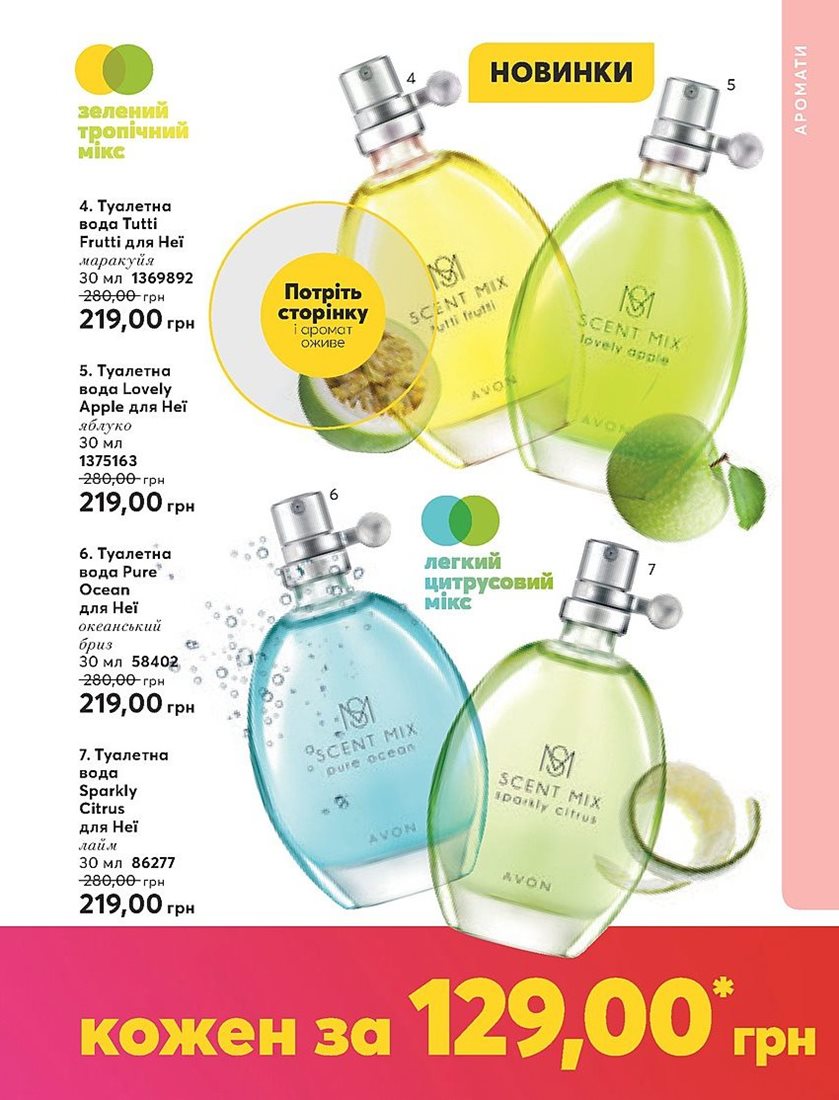 зелений
тропічний
мікс
НОВИНКИ
АРОМАТИ
4
5
4. Туалетна
вода Tutti
Frutti для Неї
маракуйя
30 мл 1369892
280,00 грн
219,00 грн
Потріть
сторінку
і аромат
оживе
SCENT MIX
tutti frutti
AVON
SCENT MIX
lovely apple
AVON
5. Туалетна
вода Lovely
Apple для Неї
яблуко
30 мл
1375163
280,00 грн
219,00 грн
6
легкий
цитрусовий
мікс
7
6. Туалетна
вода Pure
Ocean
для Неї
океанський
бриз
30 мл 58402
280,00 грн
219,00 грн
SCENT MIX
pure ocean
AVON
SCENT MIX
sparkly citrus
AVON
7. Туалетна
вода
Sparkly
Citrus
для Неї
лайм
30 мл 86277
280,00 грн
219,00 грн
кожен за 129,00* грн